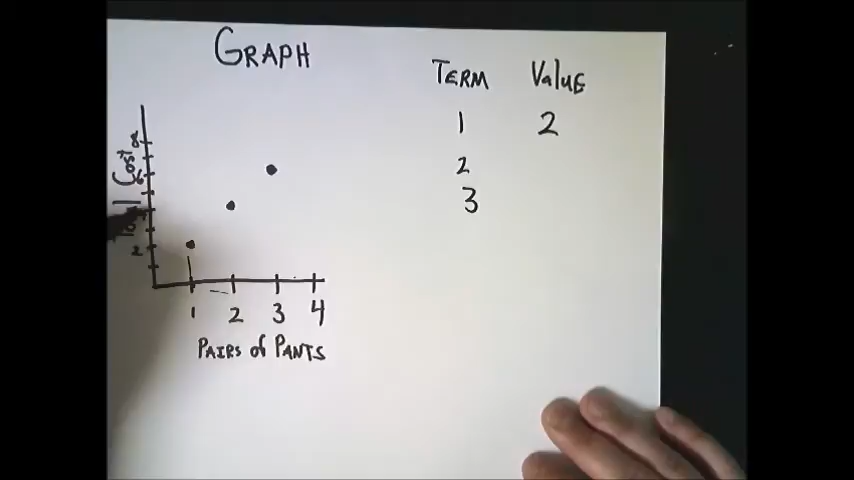 GRAPH
TERM VaLUE
1 2
2
3
8
6
2
Cost
1 2 3 4
PAIRS of PANTS